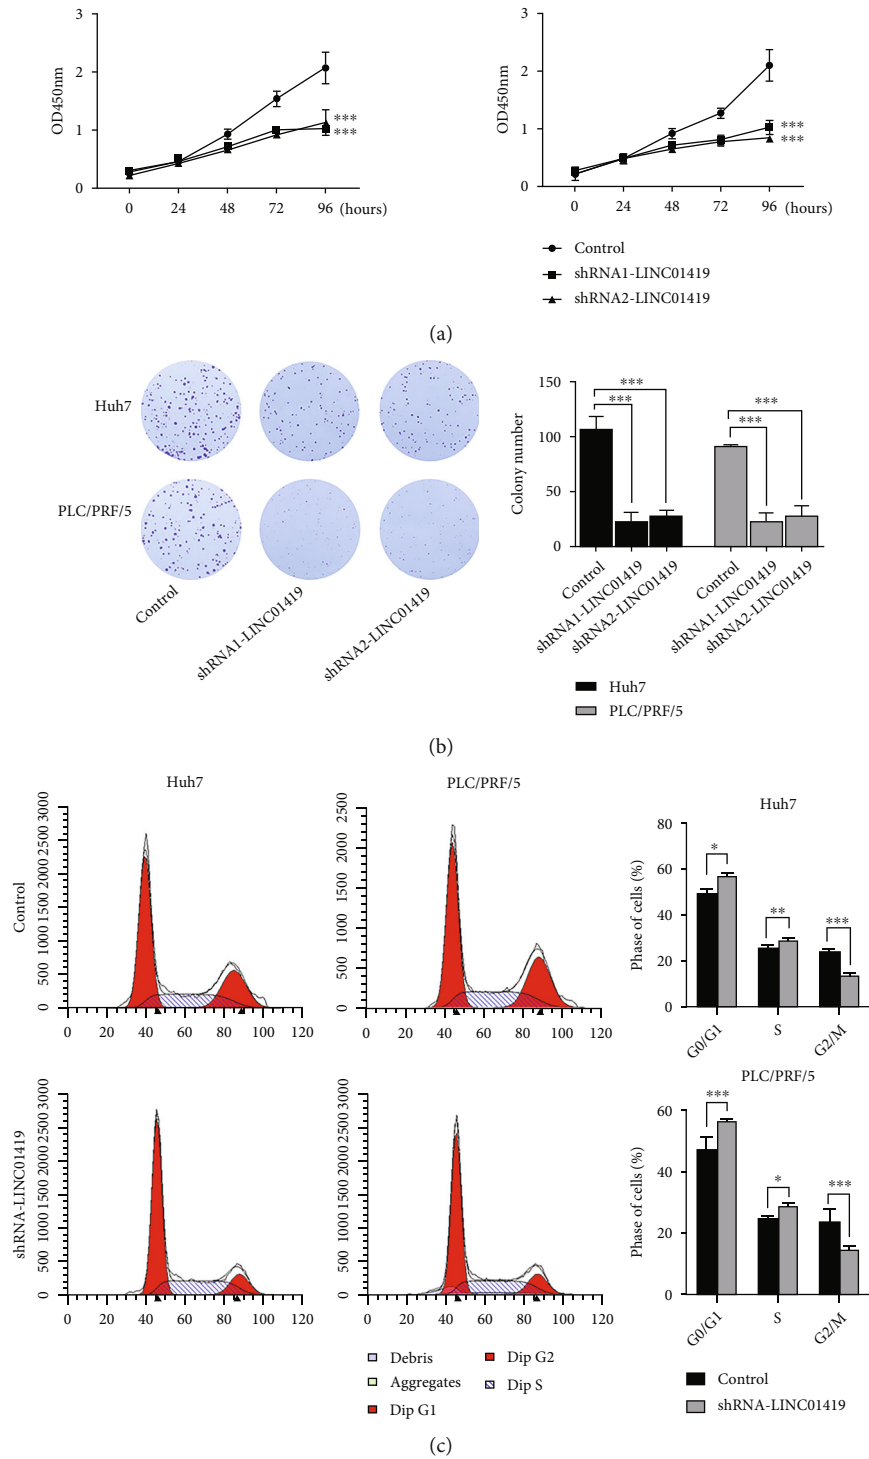 3
2
1
0
OD450nm
***
***
0 24 48 72 96 (hours)
3
2
1
0
OD450nm
***
***
0 24 48 72 96 (hours)
Control
shRNA1-LINC01419
shRNA2-LINC01419
(a)
Huh7
PLC/PRF/5
Control
shRNA1-LINC01419
shRNA2-LINC01419
150
100
50
0
Colony number
***
***
***
***
Control
shRNA1-LINC01419
shRNA2-LINC01419
Control
shRNA1-LINC01419
shRNA2-LINC01419
Huh7
PLC/PRF/5
(b)
Huh7
PLC/PRF/5
Control
0 500 1000 1500 2000 2500 3000
0 20 40 60 80 100 120
0 500 1000 1500 2000 2500
0 20 40 60 80 100 120
Huh7
80
60
40
20
0
Phase of cells (%)
*
**
***
G0/G1
S
G2/M
shRNA-LINC01419
0 500 1000 1500 2000 2500 3000
0 20 40 60 80 100 120
0 500 1000 1500 2000 2500 3000
0 20 40 60 80 100 120
PLC/PRF/5
60
40
20
0
Phase of cells (%)
***
*
***
G0/G1
S
G2/M
Debris
Aggregates
Dip G1
Dip G2
Dip S
Control
shRNA-LINC01419
(c)